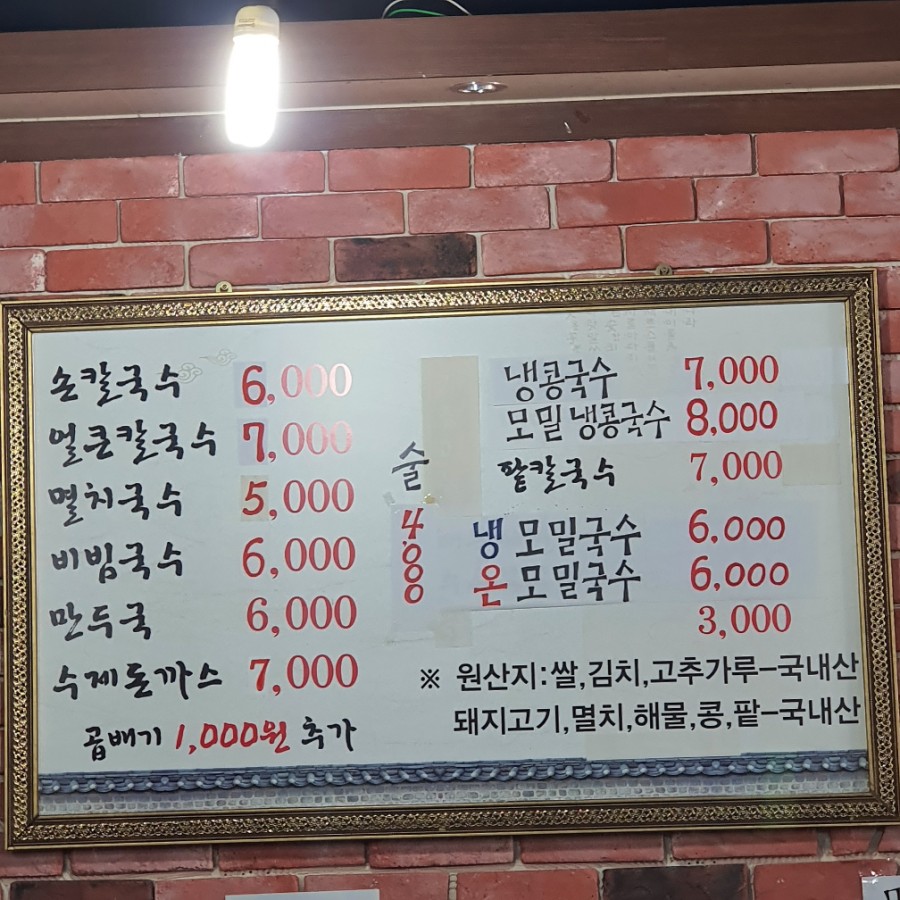 손칼국수 6,000
얼큰칼국수 7,000
멸치국수 5,000
비빔국수 6,000
만두국 6,000
수제돈까스 7,000
곱배기 1,000원 추가
술
4,000
냉콩국수 7,000
모밀냉콩국수 8,000
팥칼국수 7,000
냉 모밀국수 6,000
온 모밀국수 6,000
3,000
※ 원산지:쌀,김치,고추가루-국내산
돼지고기,멸치,해물,콩,팥-국내산